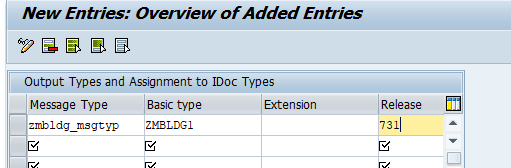 New Entries: Overview of Added Entries
Output Types and Assignment to IDoc Types
Message Type Basic type Extension Release
zmbldg_msgtyp ZMBLDG1 731